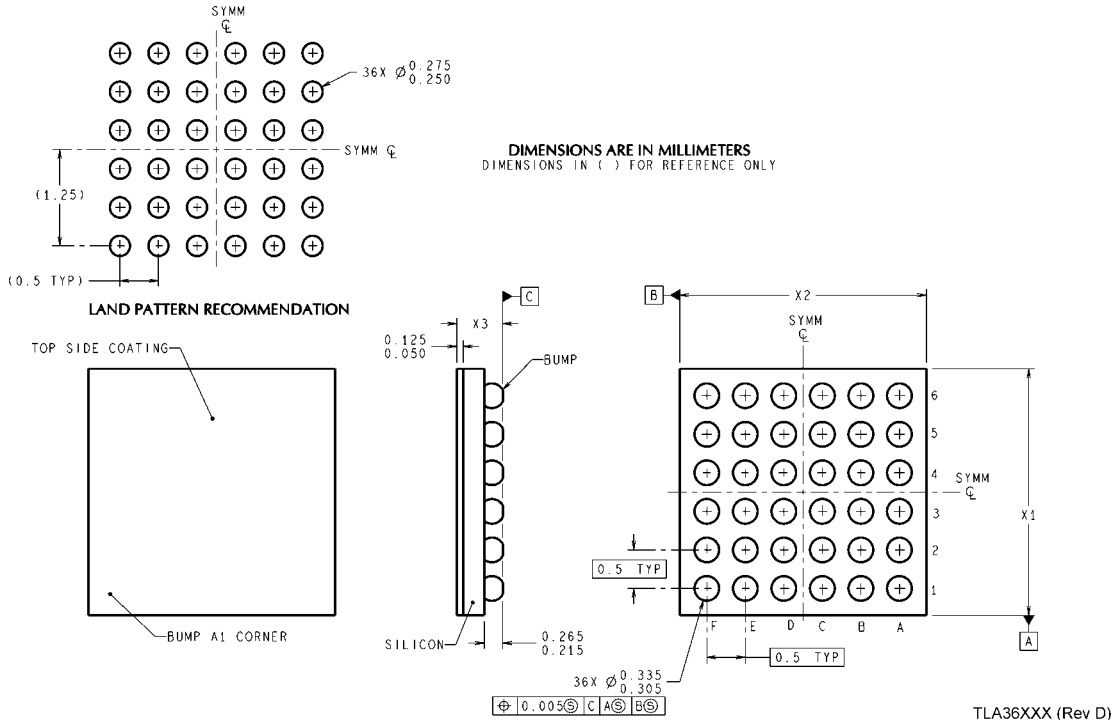 SYMM
℄
36X Ø 0.275
0.250
SYMM ℄
(1.25)
(0.5 TYP)
LAND PATTERN RECOMMENDATION
DIMENSIONS ARE IN MILLIMETERS
DIMENSIONS IN ( ) FOR REFERENCE ONLY
TOP SIDE COATING
BUMP A1 CORNER
C
X3
0.125
0.050
BUMP
SILICON
0.265
0.215
B
X2
SYMM
℄
6
5
4
3
2
1
SYMM
℄
X1
0.5 TYP
F E D C B A
A
0.5 TYP
36X Ø 0.335
0.305
⌖ 0.005Ⓢ C AⓈ BⓈ
TLA36XXX (Rev D)